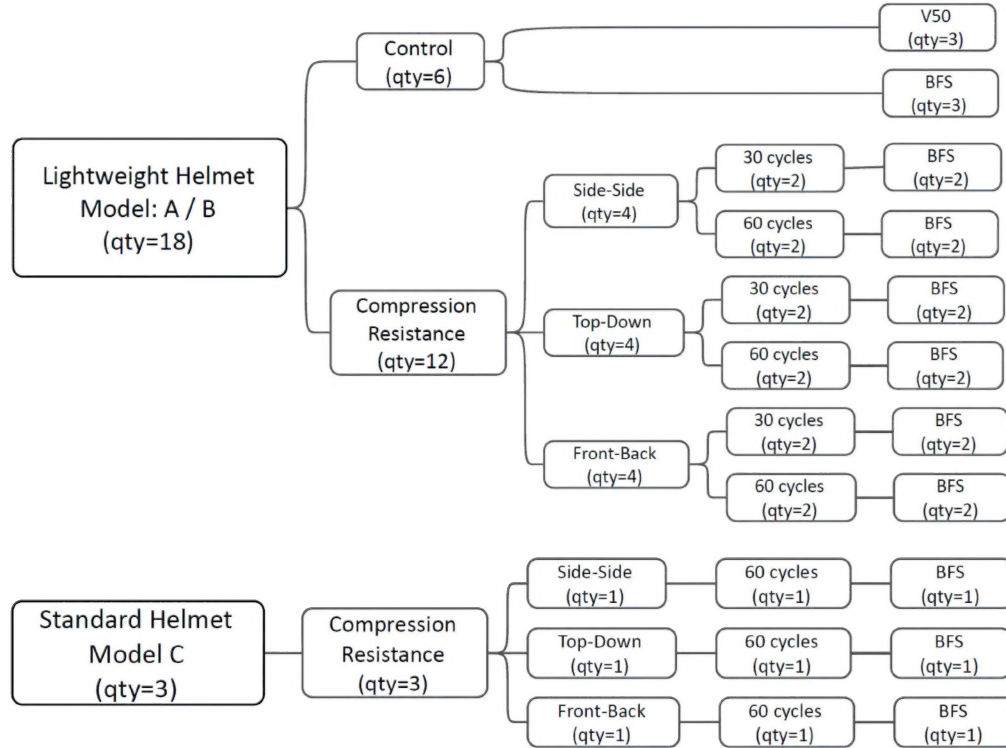 Lightweight Helmet
Model: A / B
(qty=18)
Control
(qty=6)
V50
(qty=3)
BFS
(qty=3)
Compression
Resistance
(qty=12)
Side-Side
(qty=4)
30 cycles
(qty=2)
BFS
(qty=2)
60 cycles
(qty=2)
BFS
(qty=2)
Top-Down
(qty=4)
30 cycles
(qty=2)
BFS
(qty=2)
60 cycles
(qty=2)
BFS
(qty=2)
Front-Back
(qty=4)
30 cycles
(qty=2)
BFS
(qty=2)
60 cycles
(qty=2)
BFS
(qty=2)
Standard Helmet
Model C
(qty=3)
Compression
Resistance
(qty=3)
Side-Side
(qty=1)
60 cycles
(qty=1)
BFS
(qty=1)
Top-Down
(qty=1)
60 cycles
(qty=1)
BFS
(qty=1)
Front-Back
(qty=1)
60 cycles
(qty=1)
BFS
(qty=1)